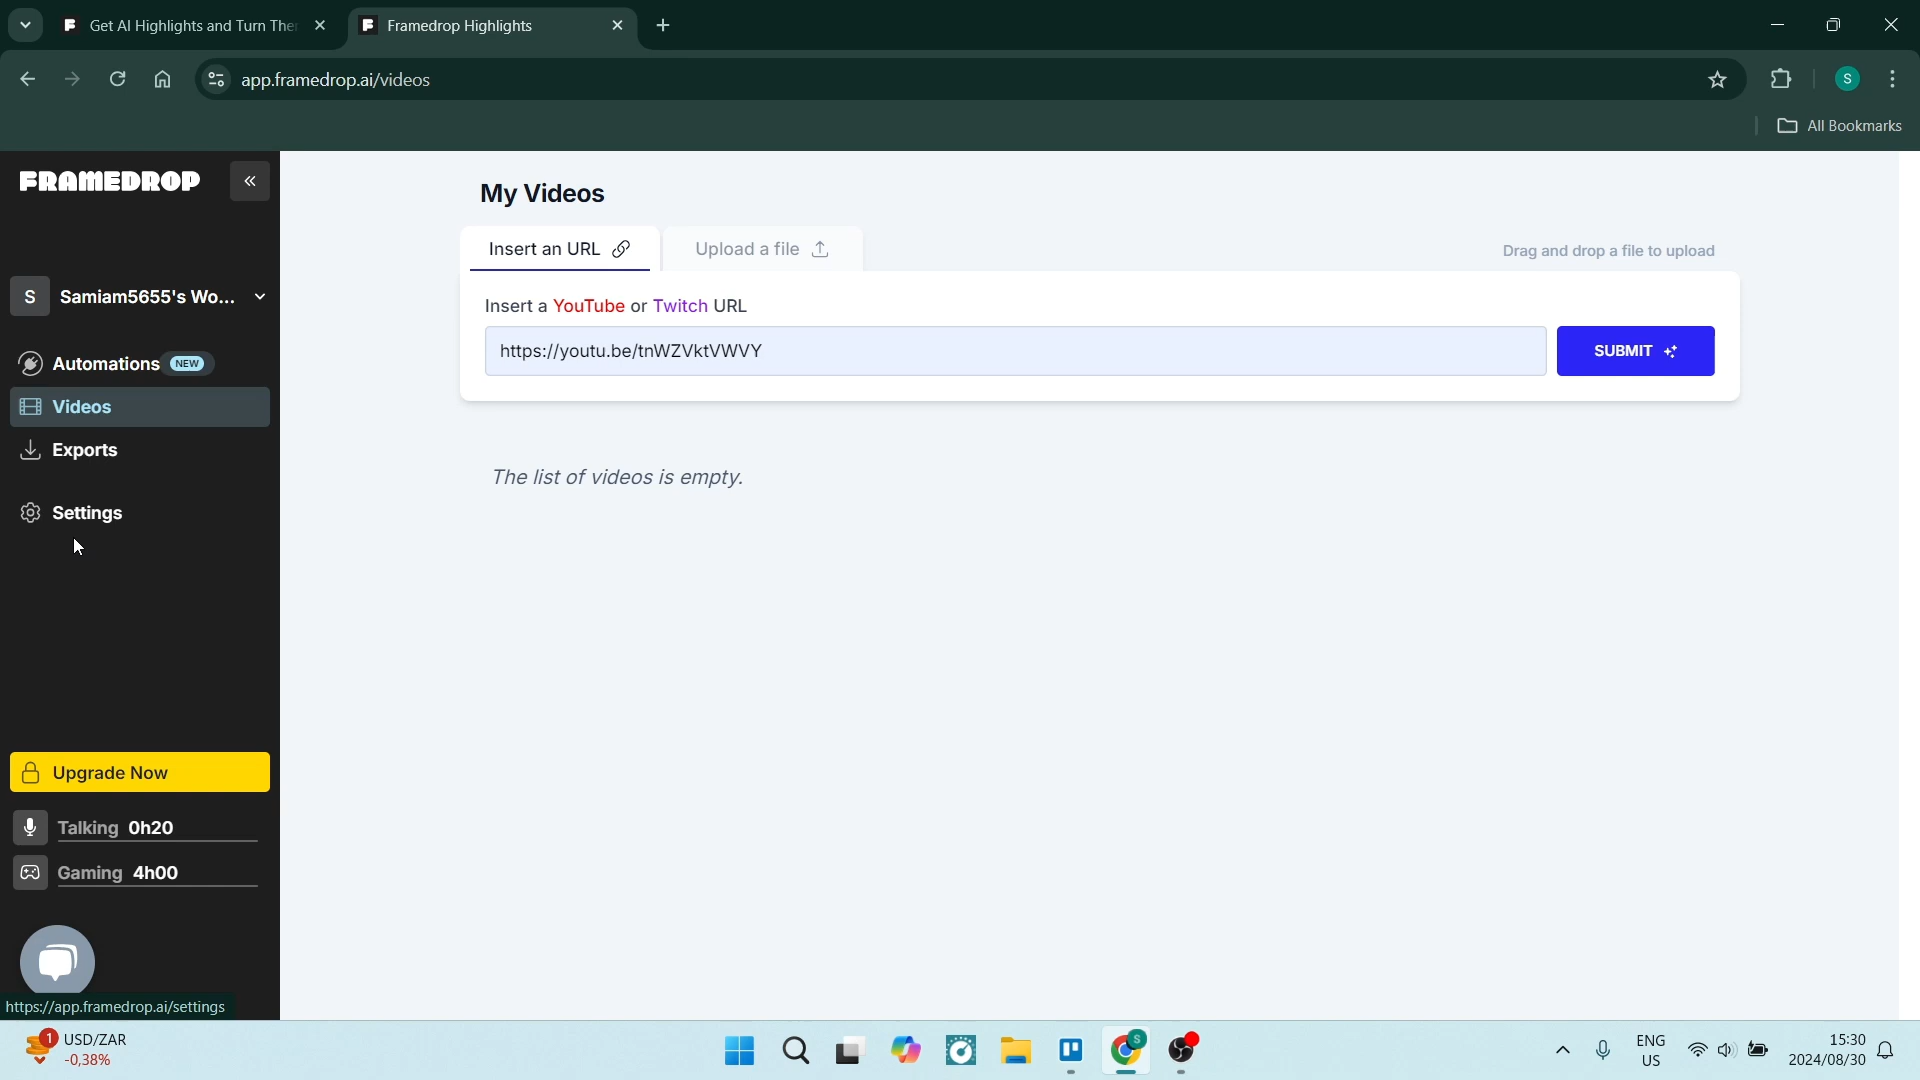 Get AI Highlights and Turn The
Framedrop Highlights
app.framedrop.ai/videos
S
All Bookmarks
FRAMEDROP
My Videos
Insert an URL
Upload a file
Drag and drop a file to upload
S Samiam5655's Wo...
Insert a YouTube or Twitch URL
https://youtu.be/tnWZVktVWVY
SUBMIT
Automations NEW
Videos
Exports
The list of videos is empty.
Settings
Upgrade Now
Talking 0h20
Gaming 4h00
https://app.framedrop.ai/settings
1
USD/ZAR
-0,38%
S
ENG
US
15:30
2024/08/30